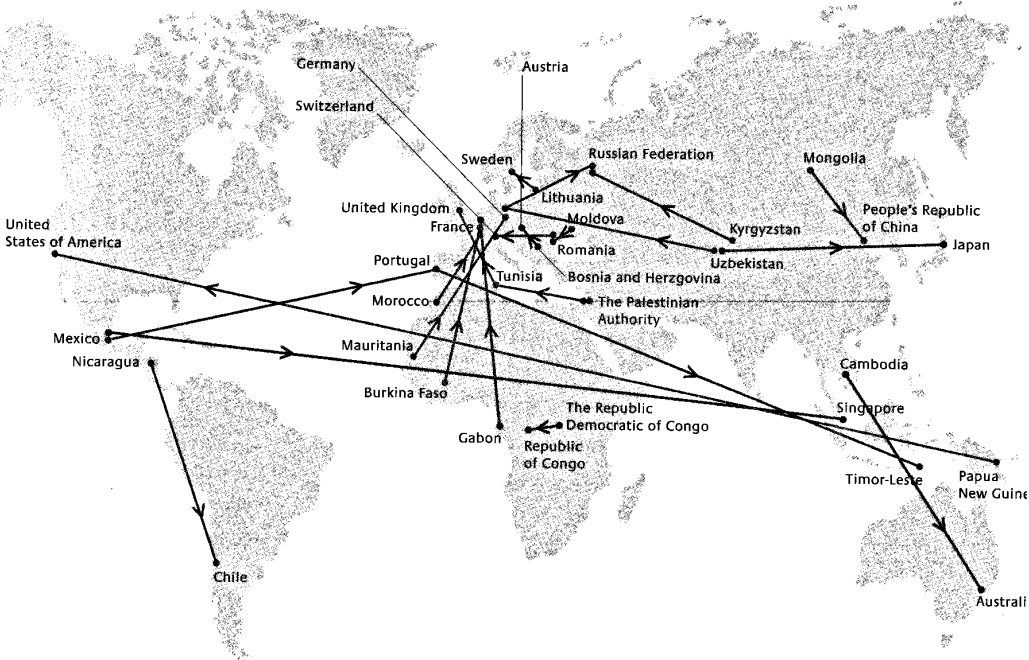 Germany
Austria
Switzerland
Sweden
Russian Federation
Mongolia
Lithuania
United Kingdom
People's Republic
of China
United
States of America
France
Moldova
Kyrgyzstan
Japan
Romania
Uzbekistan
Portugal
Tunisia
Bosnia and Herzgovina
Morocco
The Palestinian
Authority
Mexico
Mauritania
Nicaragua
Cambodia
Burkina Faso
The Republic
Democratic of Congo
Singapore
Gabon
Republic
of Congo
Timor-Leste
Papua
New Guine
Chile
Australi